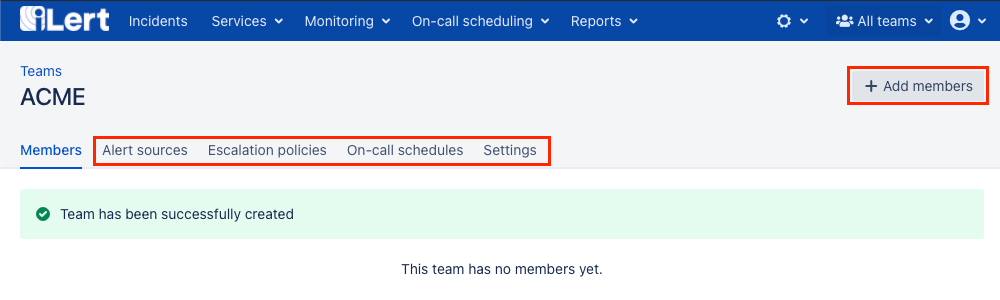 iLert Incidents Services Monitoring On-call scheduling Reports All teams
Teams
ACME
+ Add members
Members Alert sources Escalation policies On-call schedules Settings
Team has been successfully created
This team has no members yet.